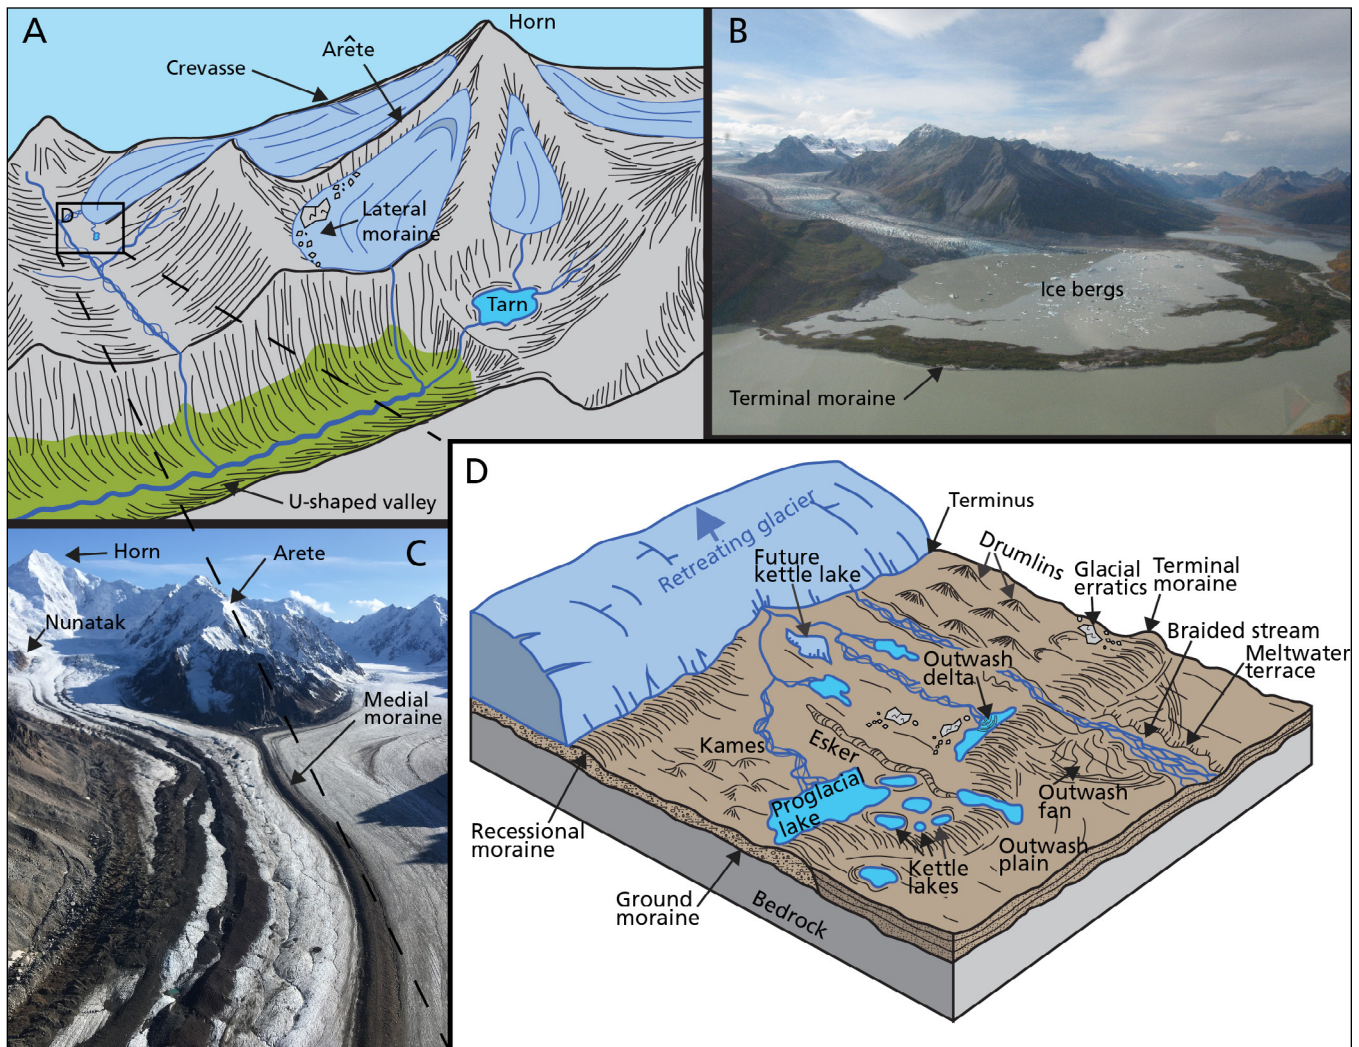 A
Horn
Arête
Crevasse
Lateral
moraine
D
Tarn
U-shaped valley
B
Ice bergs
Terminal moraine
C
Horn
Arete
Nunatak
Medial
moraine
D
Terminus
Retreating glacier
Future
kettle lake
Drumlins
Glacial
erratics
Terminal
moraine
Braided stream
Meltwater
terrace
Outwash
delta
Kames
Esker
Proglacial
lake
Outwash
fan
Outwash
plain
Kettle
lakes
Recessional
moraine
Ground
moraine
Bedrock